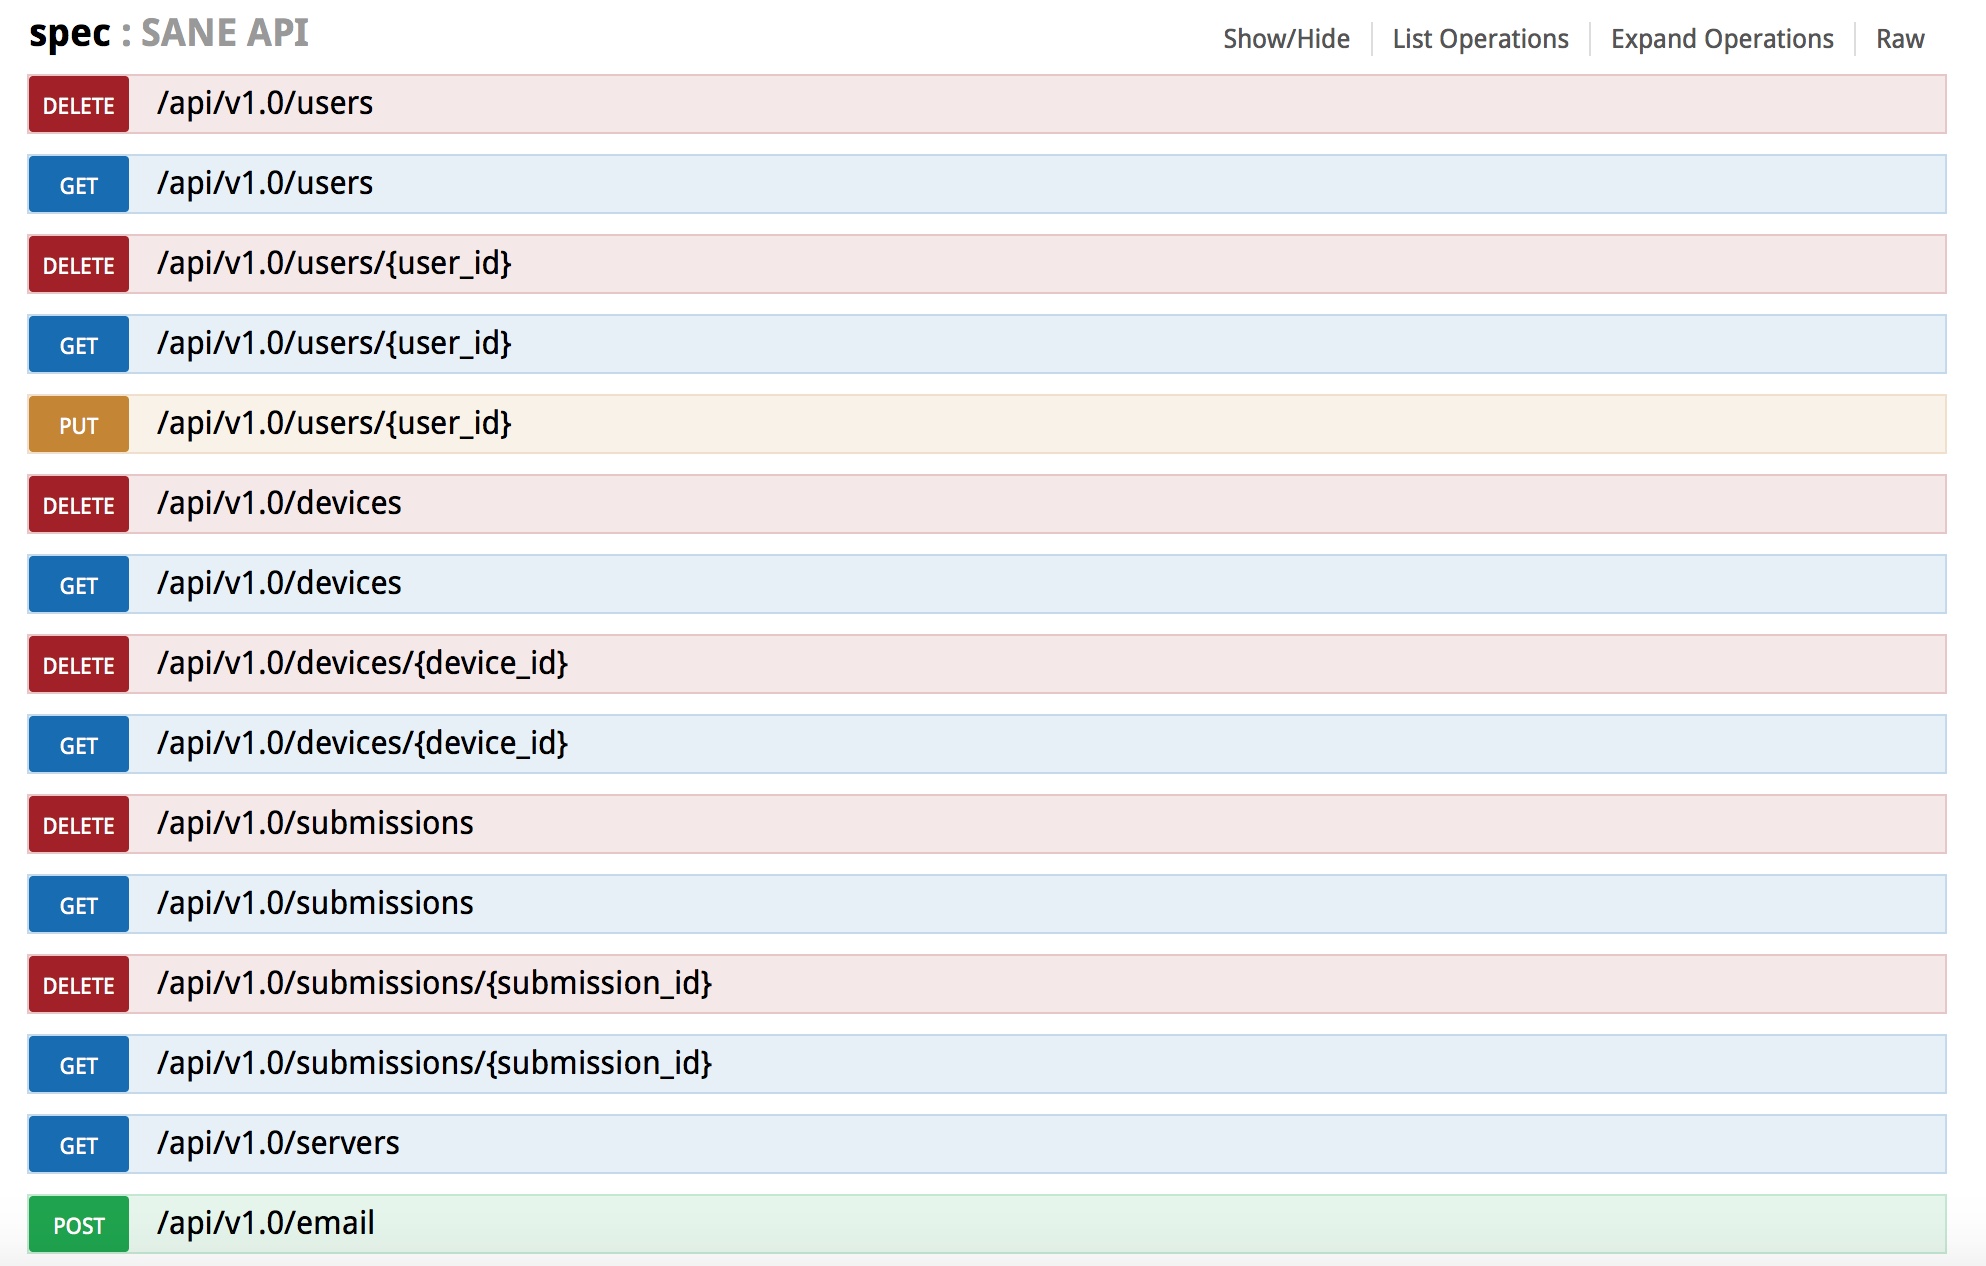 spec : SANE API Show/Hide List Operations Expand Operations Raw
DELETE /api/v1.0/users
GET /api/v1.0/users
DELETE /api/v1.0/users/{user_id}
GET /api/v1.0/users/{user_id}
PUT /api/v1.0/users/{user_id}
DELETE /api/v1.0/devices
GET /api/v1.0/devices
DELETE /api/v1.0/devices/{device_id}
GET /api/v1.0/devices/{device_id}
DELETE /api/v1.0/submissions
GET /api/v1.0/submissions
DELETE /api/v1.0/submissions/{submission_id}
GET /api/v1.0/submissions/{submission_id}
GET /api/v1.0/servers
POST /api/v1.0/email